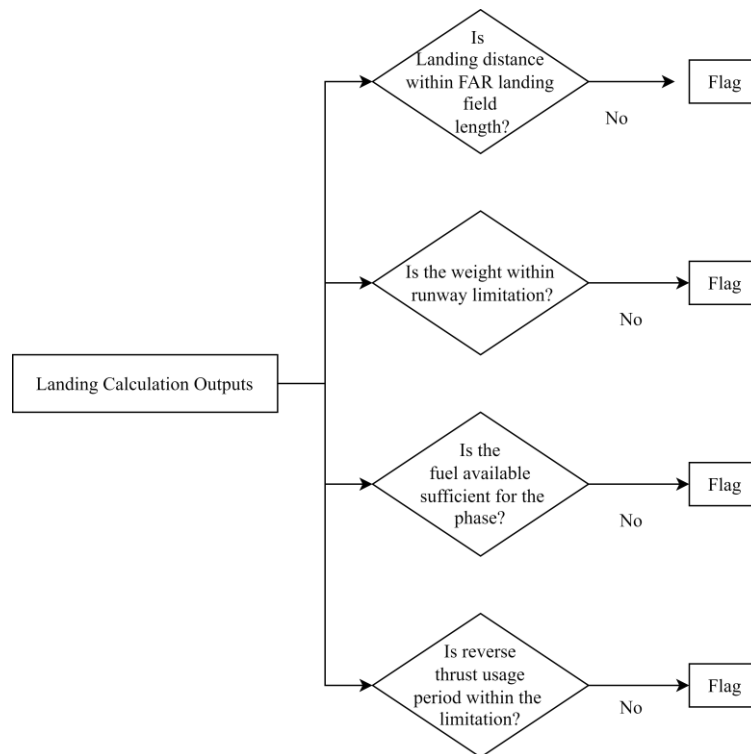 Is
Landing distance
within FAR landing
field
length?
No
Flag
Is the weight within
runway limitation?
No
Flag
Landing Calculation Outputs
Is the
fuel available
sufficient for the
phase?
No
Flag
Is reverse
thrust usage
period within the
limitation?
No
Flag